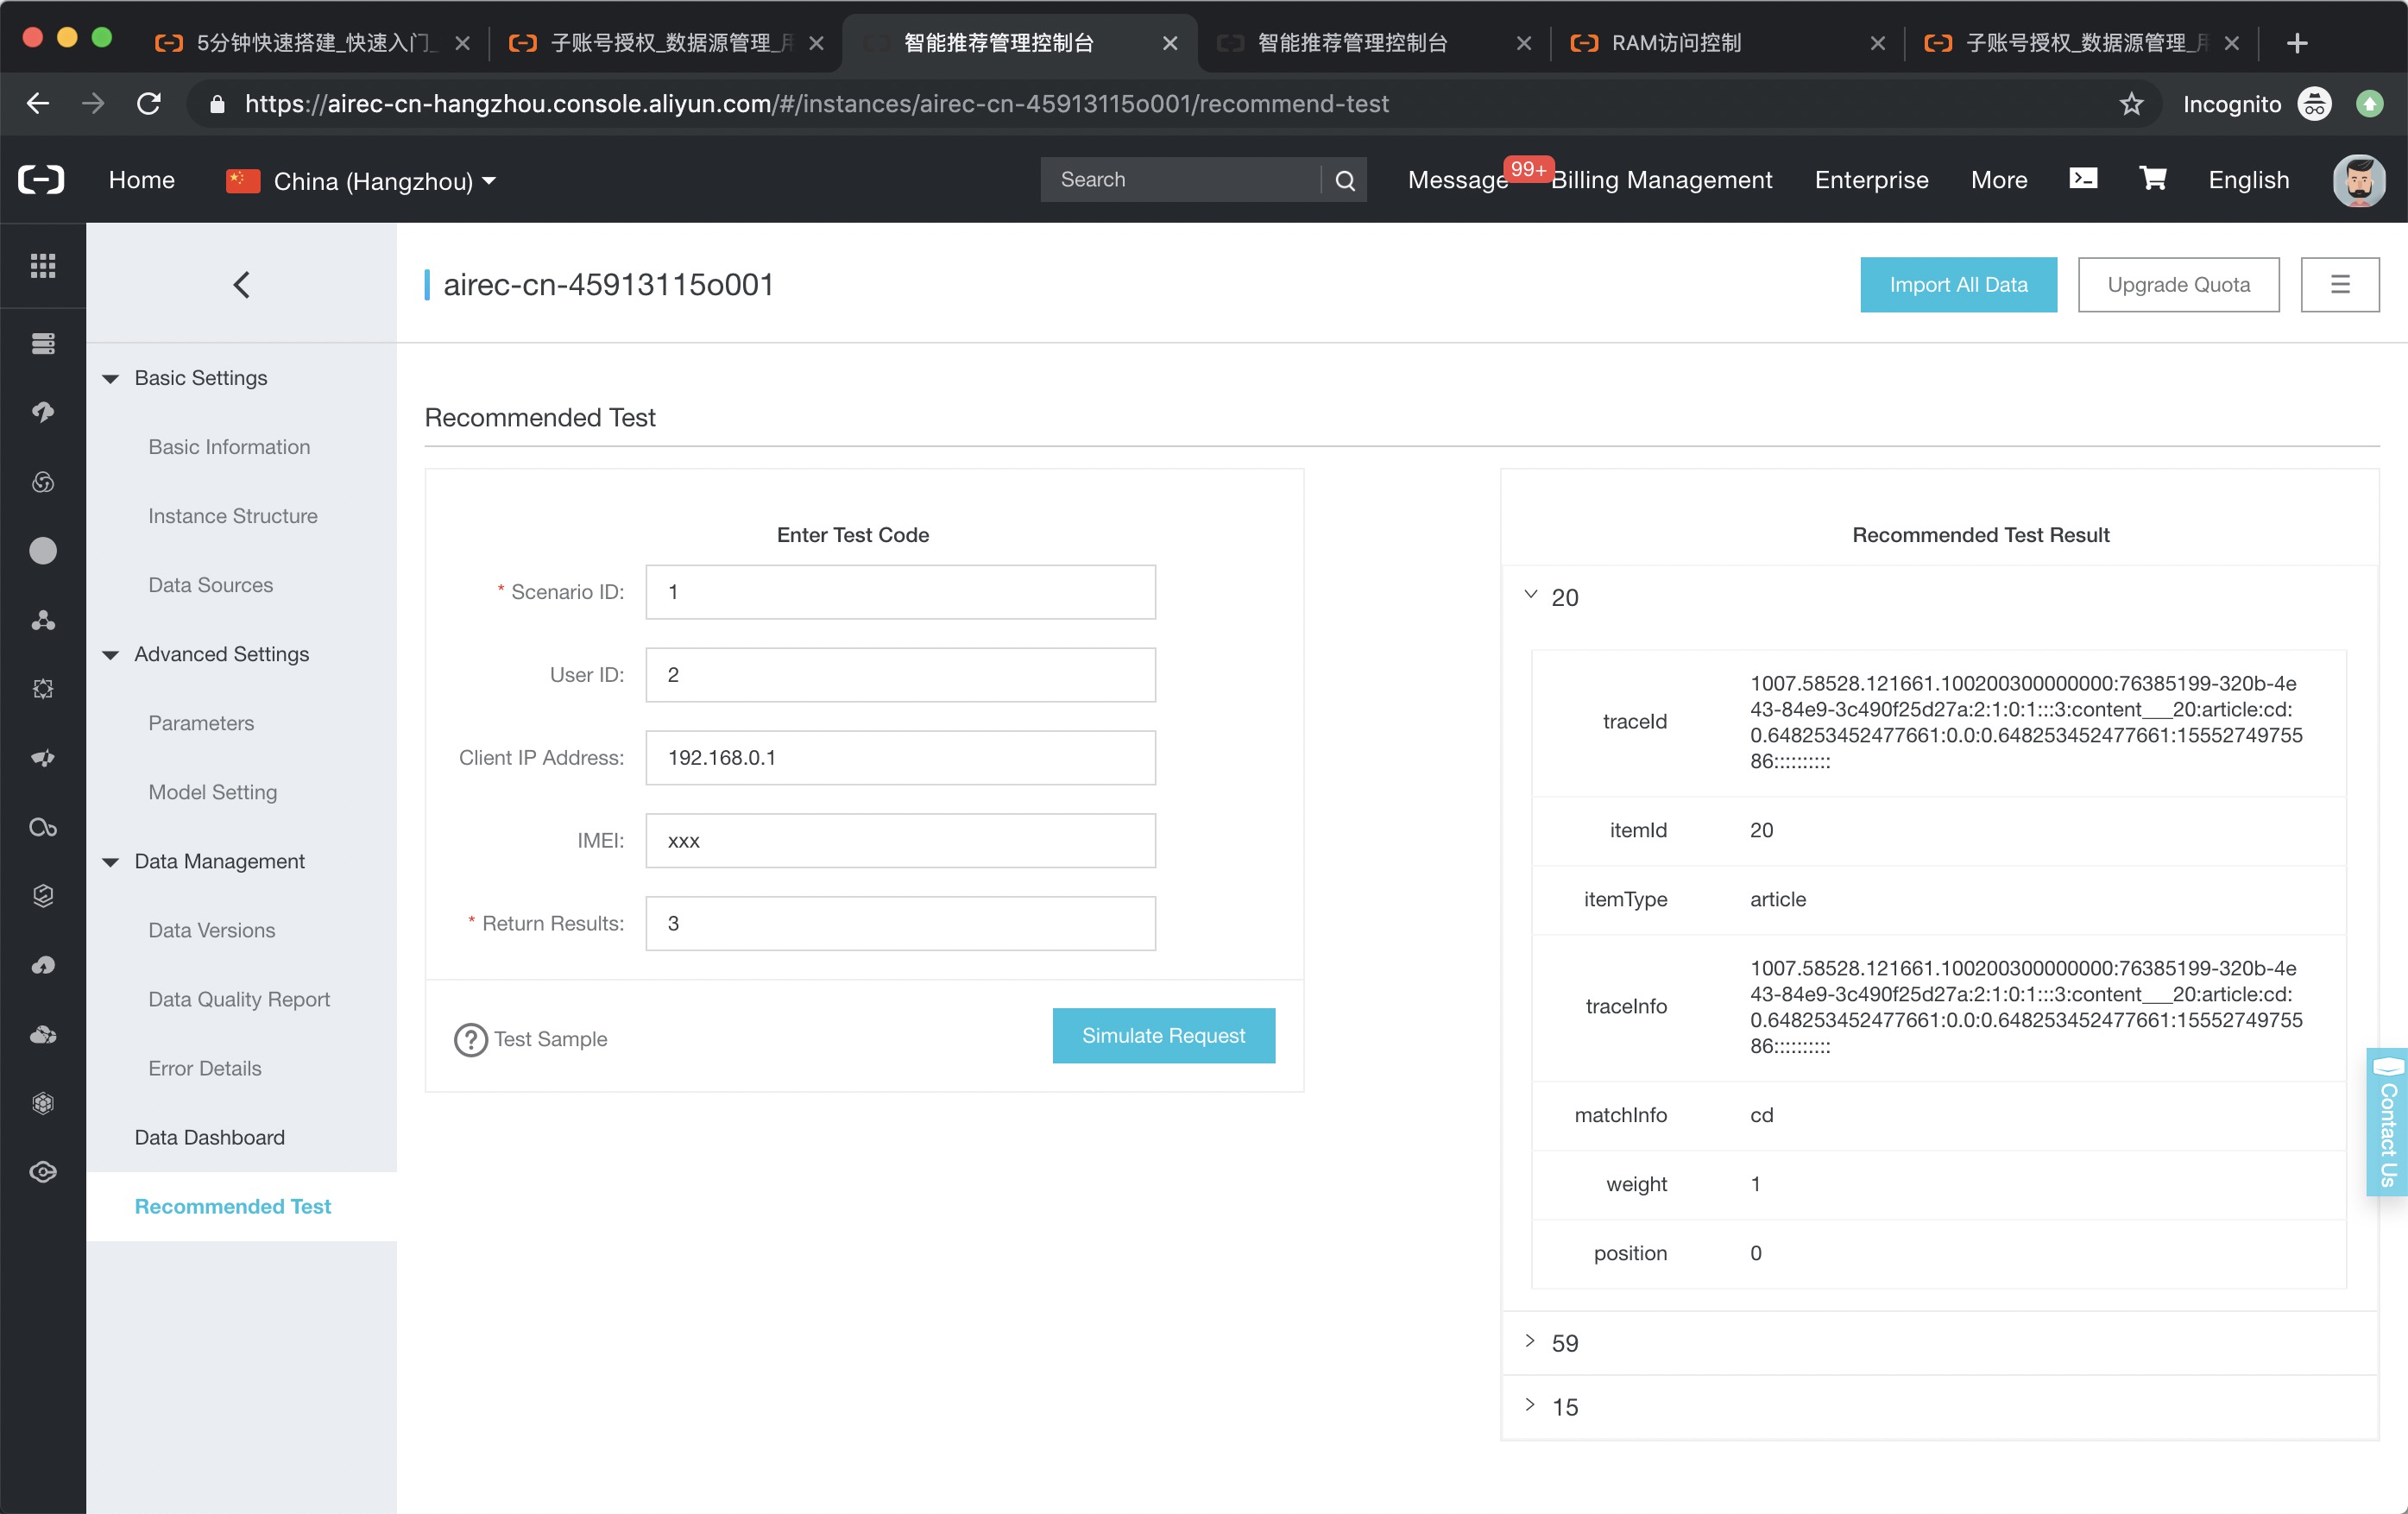 5分钟快速搭建_快速入门_
子账号授权_数据源管理_用
智能推荐管理控制台
智能推荐管理控制台
RAM访问控制
子账号授权_数据源管理_用
https://airec-cn-hangzhou.console.aliyun.com/#/instances/airec-cn-45913115o001/recommend-test
Incognito
Home
China (Hangzhou)
Search
Message
99+
Billing Management
Enterprise
More
English
airec-cn-45913115o001
Import All Data
Upgrade Quota
Basic Settings
Basic Information
Instance Structure
Data Sources
Advanced Settings
Parameters
Model Setting
Data Management
Data Versions
Data Quality Report
Error Details
Data Dashboard
Recommended Test
Recommended Test
Enter Test Code
* Scenario ID: 1
User ID: 2
Client IP Address: 192.168.0.1
IMEI: xxx
* Return Results: 3
Test Sample
Simulate Request
Recommended Test Result
20
traceId
1007.58528.121661.100200300000000:76385199-320b-4e
43-84e9-3c490f25d27a:2:1:0:1:::3:content___20:article:cd:
0.648253452477661:0.0:0.648253452477661:15552749755
86::::::::::
itemId 20
itemType article
traceInfo
1007.58528.121661.100200300000000:76385199-320b-4e
43-84e9-3c490f25d27a:2:1:0:1:::3:content___20:article:cd:
0.648253452477661:0.0:0.648253452477661:15552749755
86::::::::::
matchInfo cd
weight 1
position 0
59
15
Contact Us